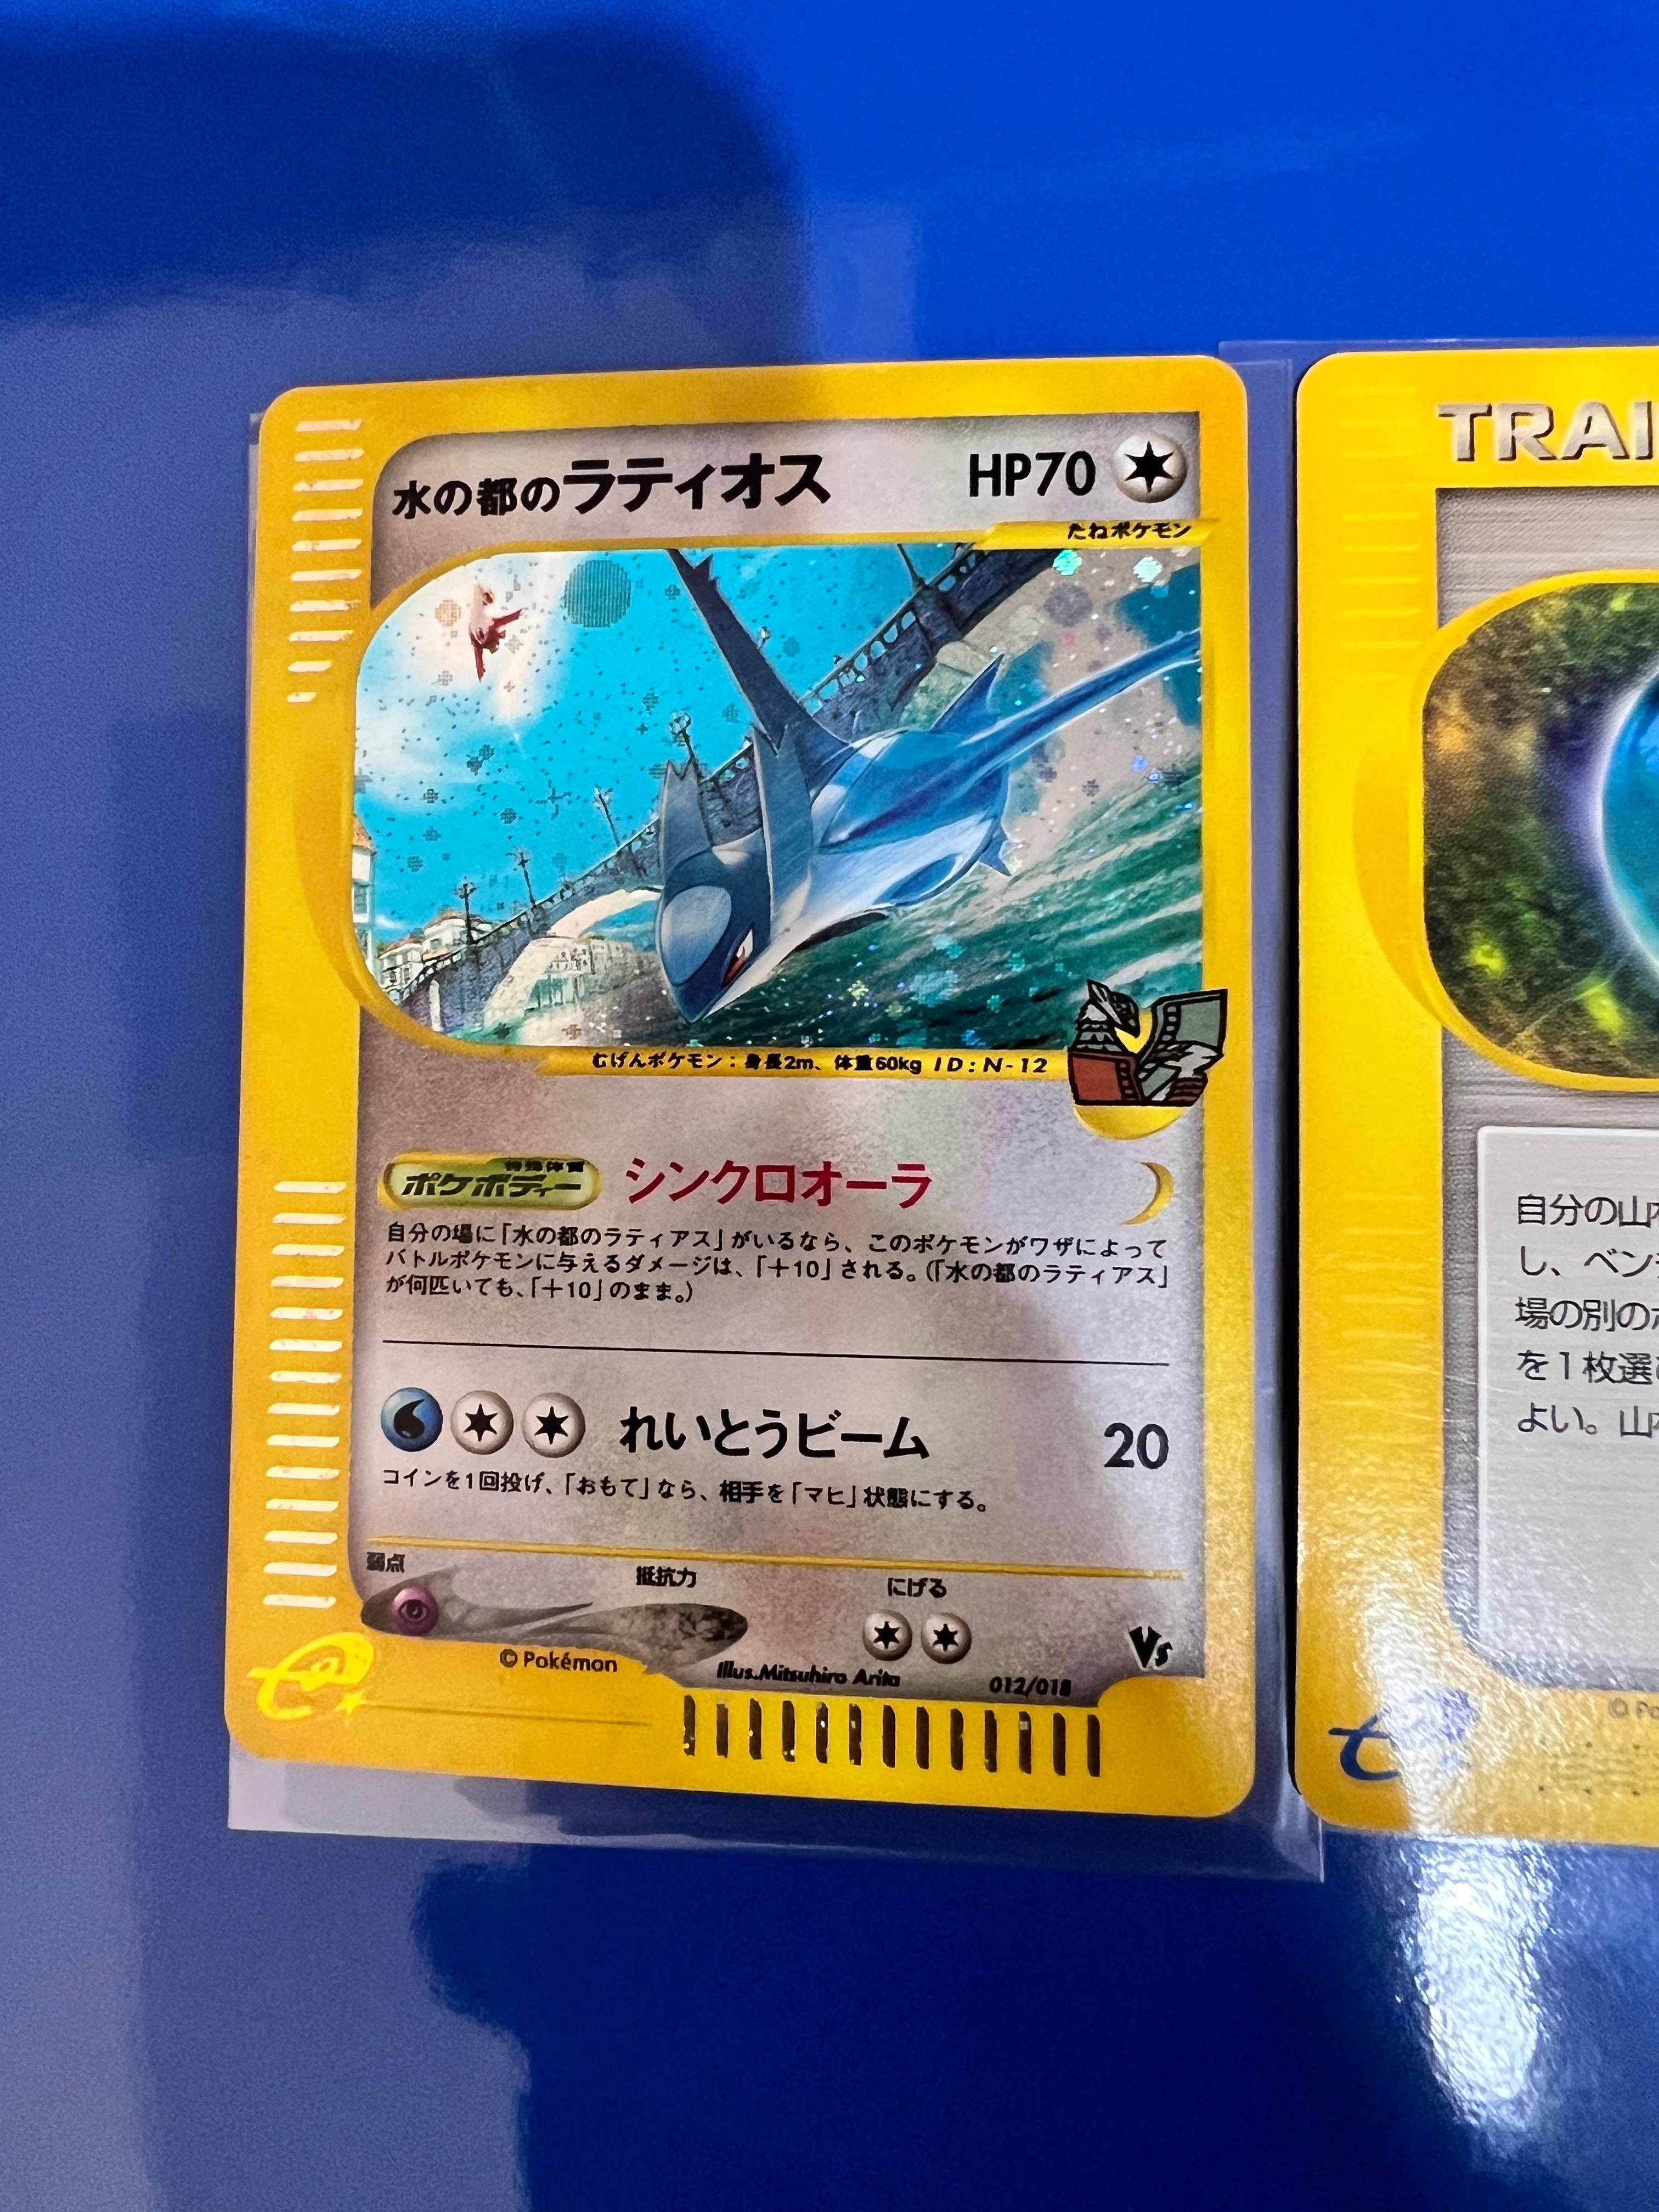 水の都のラティオス HP70
たねポケモン
むげんポケモン：身長2m、体重60kg ID:N-12
特殊体質
ポケボディー シンクロオーラ
自分の場に「水の都のラティアス」がいるなら、このポケモンがワザによって
バトルポケモンに与えるダメージは、「＋10」される。（「水の都のラティアス」
が何匹いても、「＋10」のまま。）
れいとうビーム 20
コインを1回投げ、「おもて」なら、相手を「マヒ」状態にする。
弱点 抵抗力 にげる
© Pokémon Illus.Mitsuhiro Arita 012/018 VS
TRAI
自分の山
し、ベン
場の別の
を1枚選
よい。山